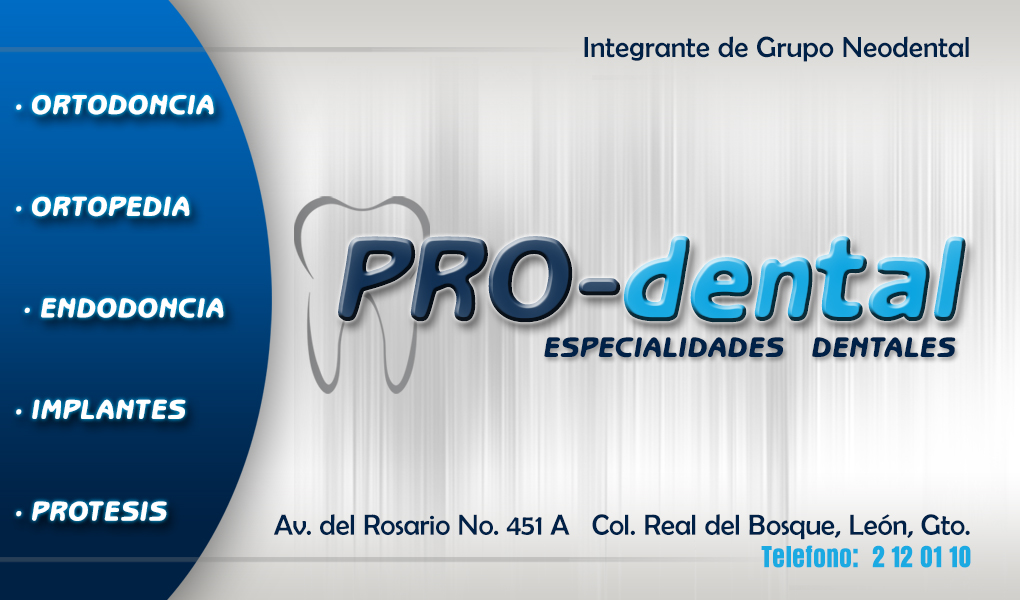 Integrante de Grupo Neodental
· ORTODONCIA
· ORTOPEDIA
· ENDODONCIA
· IMPLANTES
· PROTESIS
PRO-dental
ESPECIALIDADES DENTALES
Av. del Rosario No. 451 A Col. Real del Bosque, León, Gto.
Telefono: 2 12 01 10